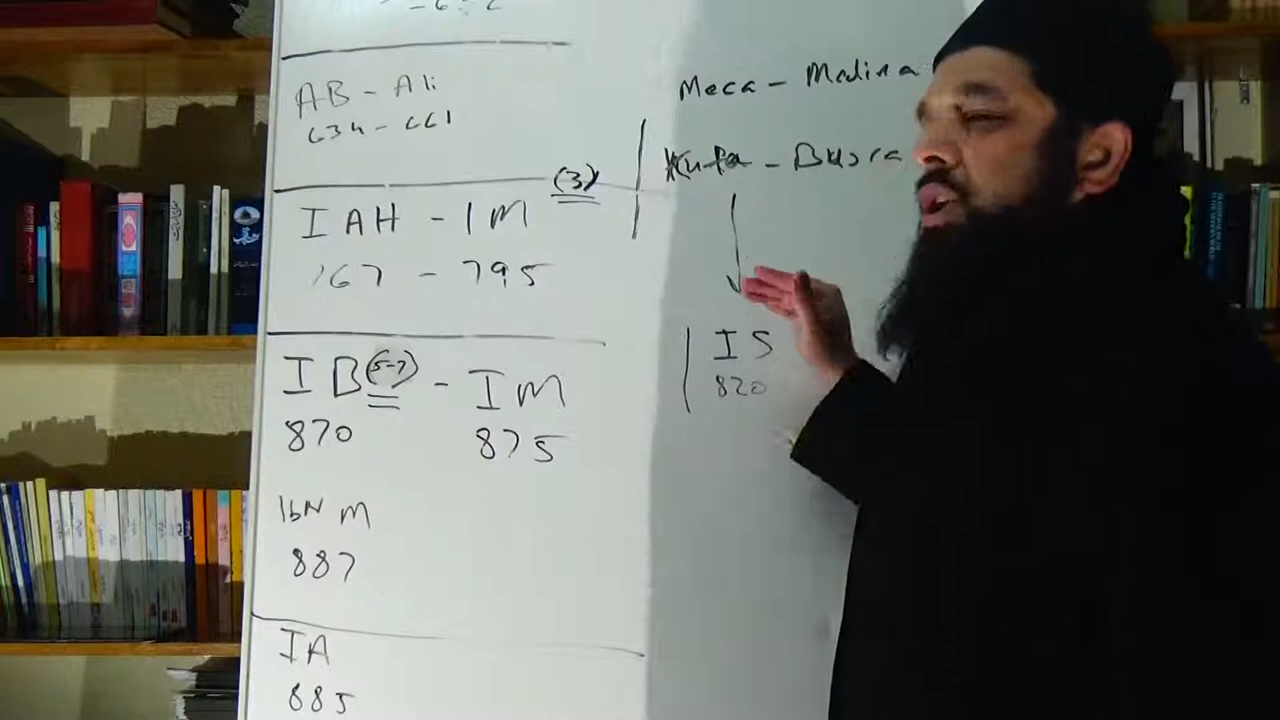 AB - Ali
634 - 661
(3)
IAH - IM
767 - 795
IB (5-7) - IM
870 875
IbN M
887
IA
885
Meca - Madina
Kufa - Busra
IS
820